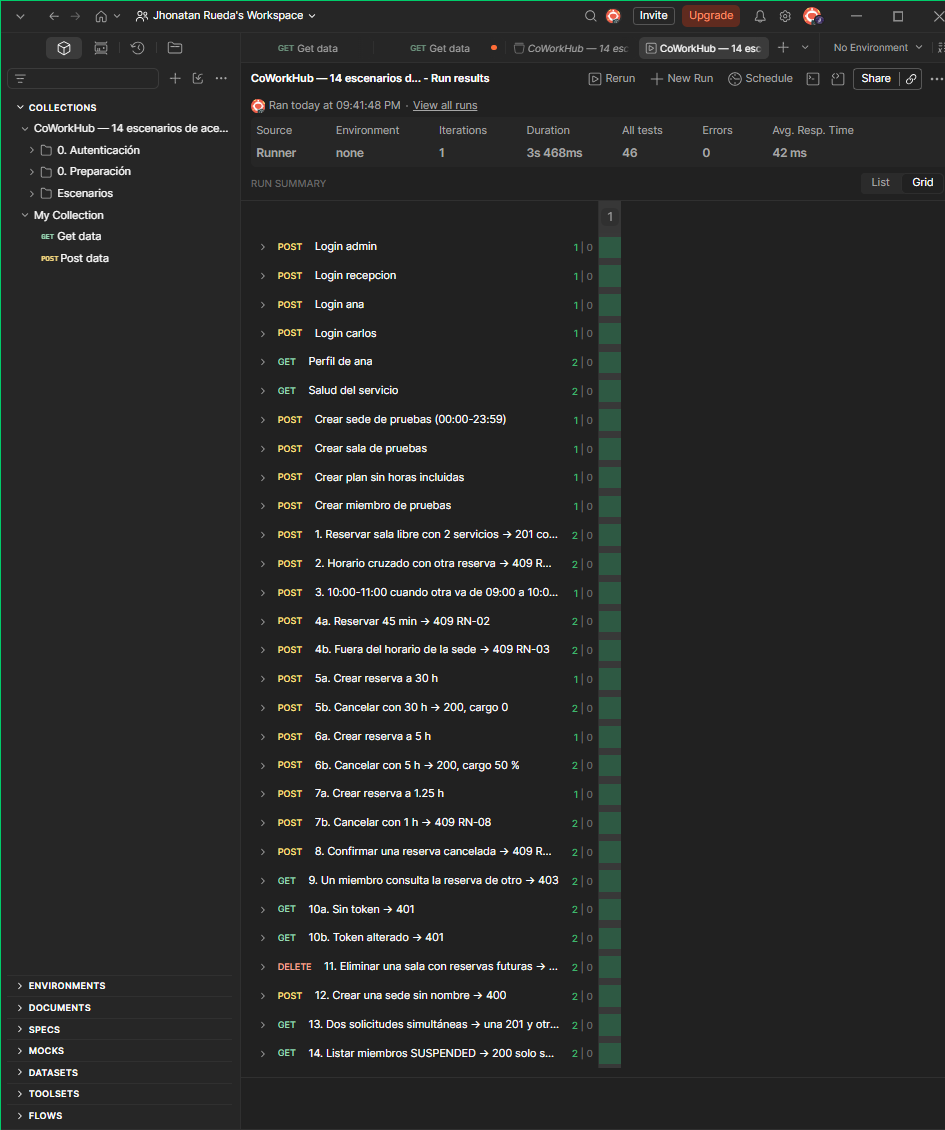 Jhonatan Rueda's Workspace
Invite
Upgrade
GET Get data
GET Get data
CoWorkHub — 14 esc
CoWorkHub — 14 esc
No Environment
CoWorkHub — 14 escenarios d... - Run results
Rerun
New Run
Schedule
Share
Ran today at 09:41:48 PM · View all runs
Source Environment Iterations Duration All tests Errors Avg. Resp. Time
Runner none 1 3s 468ms 46 0 42 ms
RUN SUMMARY
List Grid
COLLECTIONS
CoWorkHub — 14 escenarios de ace...
0. Autenticación
0. Preparación
Escenarios
My Collection
GET Get data
POST Post data
ENVIRONMENTS
DOCUMENTS
SPECS
MOCKS
DATASETS
TOOLSETS
FLOWS
1
POST Login admin 1 | 0
POST Login recepcion 1 | 0
POST Login ana 1 | 0
POST Login carlos 1 | 0
GET Perfil de ana 2 | 0
GET Salud del servicio 2 | 0
POST Crear sede de pruebas (00:00-23:59) 1 | 0
POST Crear sala de pruebas 1 | 0
POST Crear plan sin horas incluidas 1 | 0
POST Crear miembro de pruebas 1 | 0
POST 1. Reservar sala libre con 2 servicios → 201 co... 2 | 0
POST 2. Horario cruzado con otra reserva → 409 R... 2 | 0
POST 3. 10:00-11:00 cuando otra va de 09:00 a 10:0... 1 | 0
POST 4a. Reservar 45 min → 409 RN-02 2 | 0
POST 4b. Fuera del horario de la sede → 409 RN-03 2 | 0
POST 5a. Crear reserva a 30 h 1 | 0
POST 5b. Cancelar con 30 h → 200, cargo 0 2 | 0
POST 6a. Crear reserva a 5 h 1 | 0
POST 6b. Cancelar con 5 h → 200, cargo 50 % 2 | 0
POST 7a. Crear reserva a 1.25 h 1 | 0
POST 7b. Cancelar con 1 h → 409 RN-08 2 | 0
POST 8. Confirmar una reserva cancelada → 409 R... 2 | 0
GET 9. Un miembro consulta la reserva de otro → 403 2 | 0
GET 10a. Sin token → 401 2 | 0
GET 10b. Token alterado → 401 2 | 0
DELETE 11. Eliminar una sala con reservas futuras → ... 2 | 0
POST 12. Crear una sede sin nombre → 400 2 | 0
GET 13. Dos solicitudes simultáneas → una 201 y otr... 2 | 0
GET 14. Listar miembros SUSPENDED → 200 solo s... 2 | 0